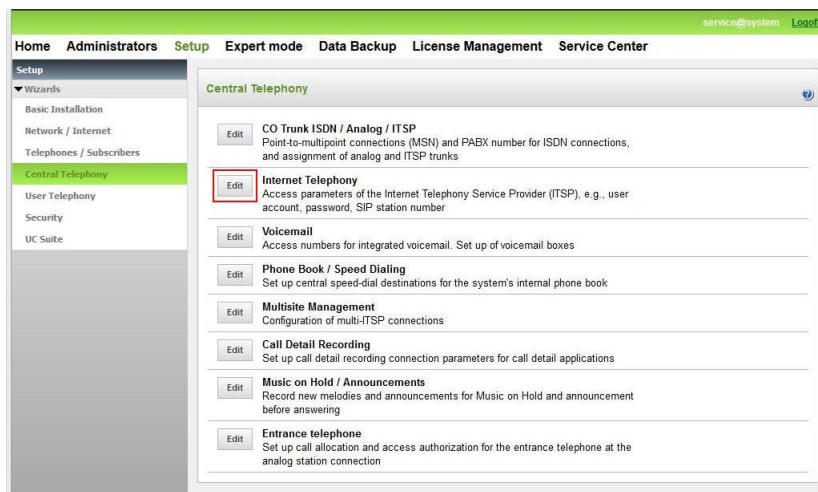 service@system Logoff
Home Administrators Setup Expert mode Data Backup License Management Service Center
Setup
Wizards
Basic Installation
Network / Internet
Telephones / Subscribers
Central Telephony
User Telephony
Security
UC Suite
Central Telephony
Edit
CO Trunk ISDN / Analog / ITSP
Point-to-multipoint connections (MSN) and PABX number for ISDN connections,
and assignment of analog and ITSP trunks
Edit
Internet Telephony
Access parameters of the Internet Telephony Service Provider (ITSP), e.g., user
account, password, SIP station number
Edit
Voicemail
Access numbers for integrated voicemail. Set up of voicemail boxes
Edit
Phone Book / Speed Dialing
Set up central speed-dial destinations for the system's internal phone book
Edit
Multisite Management
Configuration of multi-ITSP connections
Edit
Call Detail Recording
Set up call detail recording connection parameters for call detail applications
Edit
Music on Hold / Announcements
Record new melodies and announcements for Music on Hold and announcement
before answering
Edit
Entrance telephone
Set up call allocation and access authorization for the entrance telephone at the
analog station connection